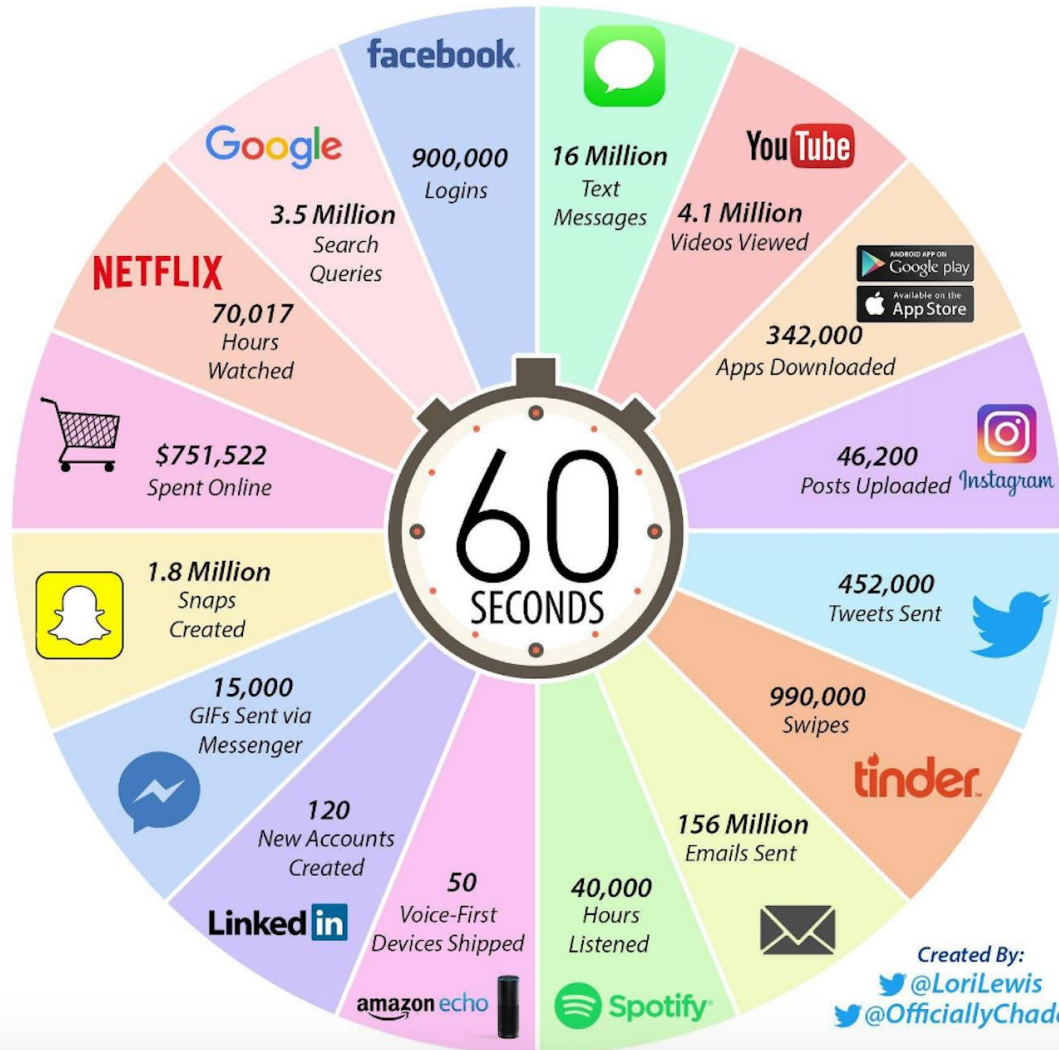 facebook
900,000
Logins
16 Million
Text
Messages
YouTube
4.1 Million
Videos Viewed
ANDROID APP ON
Google play
Available on the
App Store
342,000
Apps Downloaded
Instagram
46,200
Posts Uploaded
452,000
Tweets Sent
990,000
Swipes
tinder
156 Million
Emails Sent
40,000
Hours
Listened
Spotify
50
Voice-First
Devices Shipped
amazon echo
120
New Accounts
Created
Linked in
15,000
GIFs Sent via
Messenger
1.8 Million
Snaps
Created
$751,522
Spent Online
NETFLIX
70,017
Hours
Watched
Google
3.5 Million
Search
Queries
60
SECONDS
Created By:
@LoriLewis
@OfficiallyChad